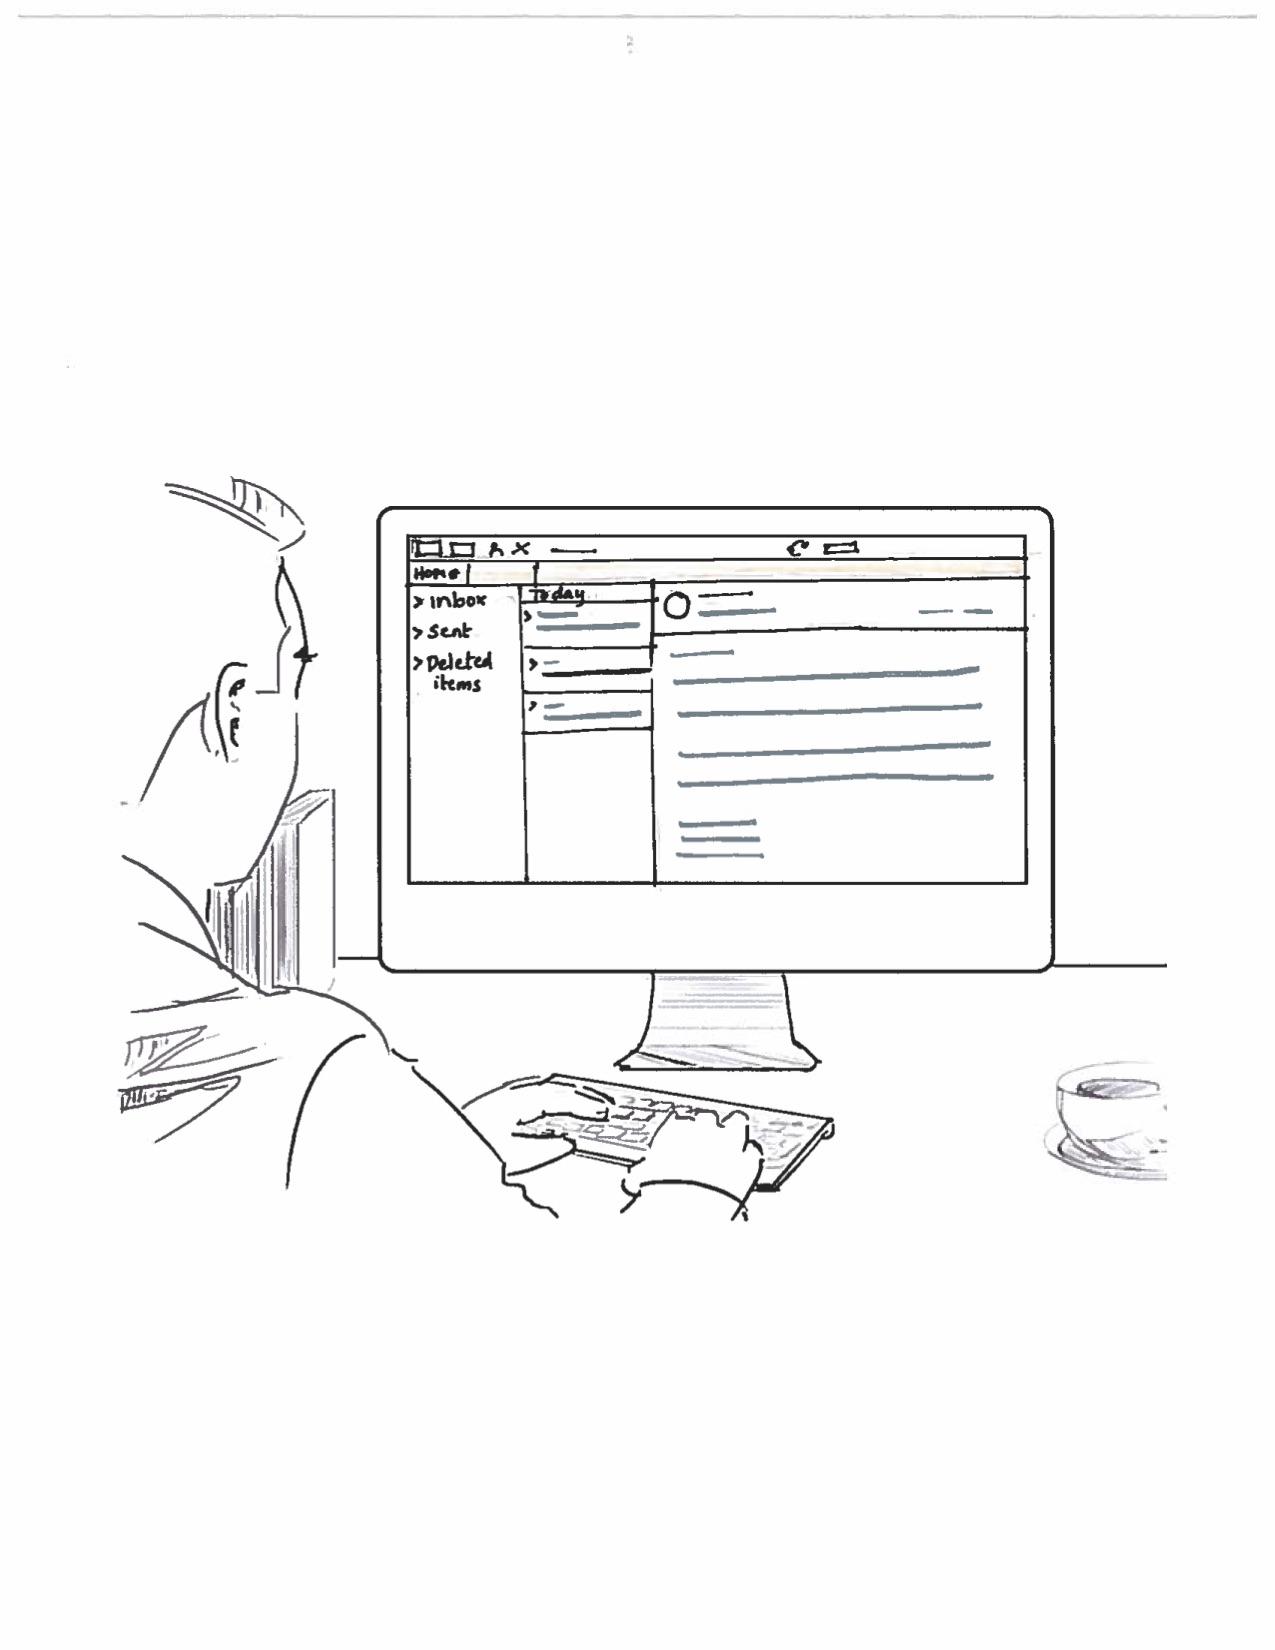 Home
> Inbox
> Sent
> Deleted
items
Today
>
>
>